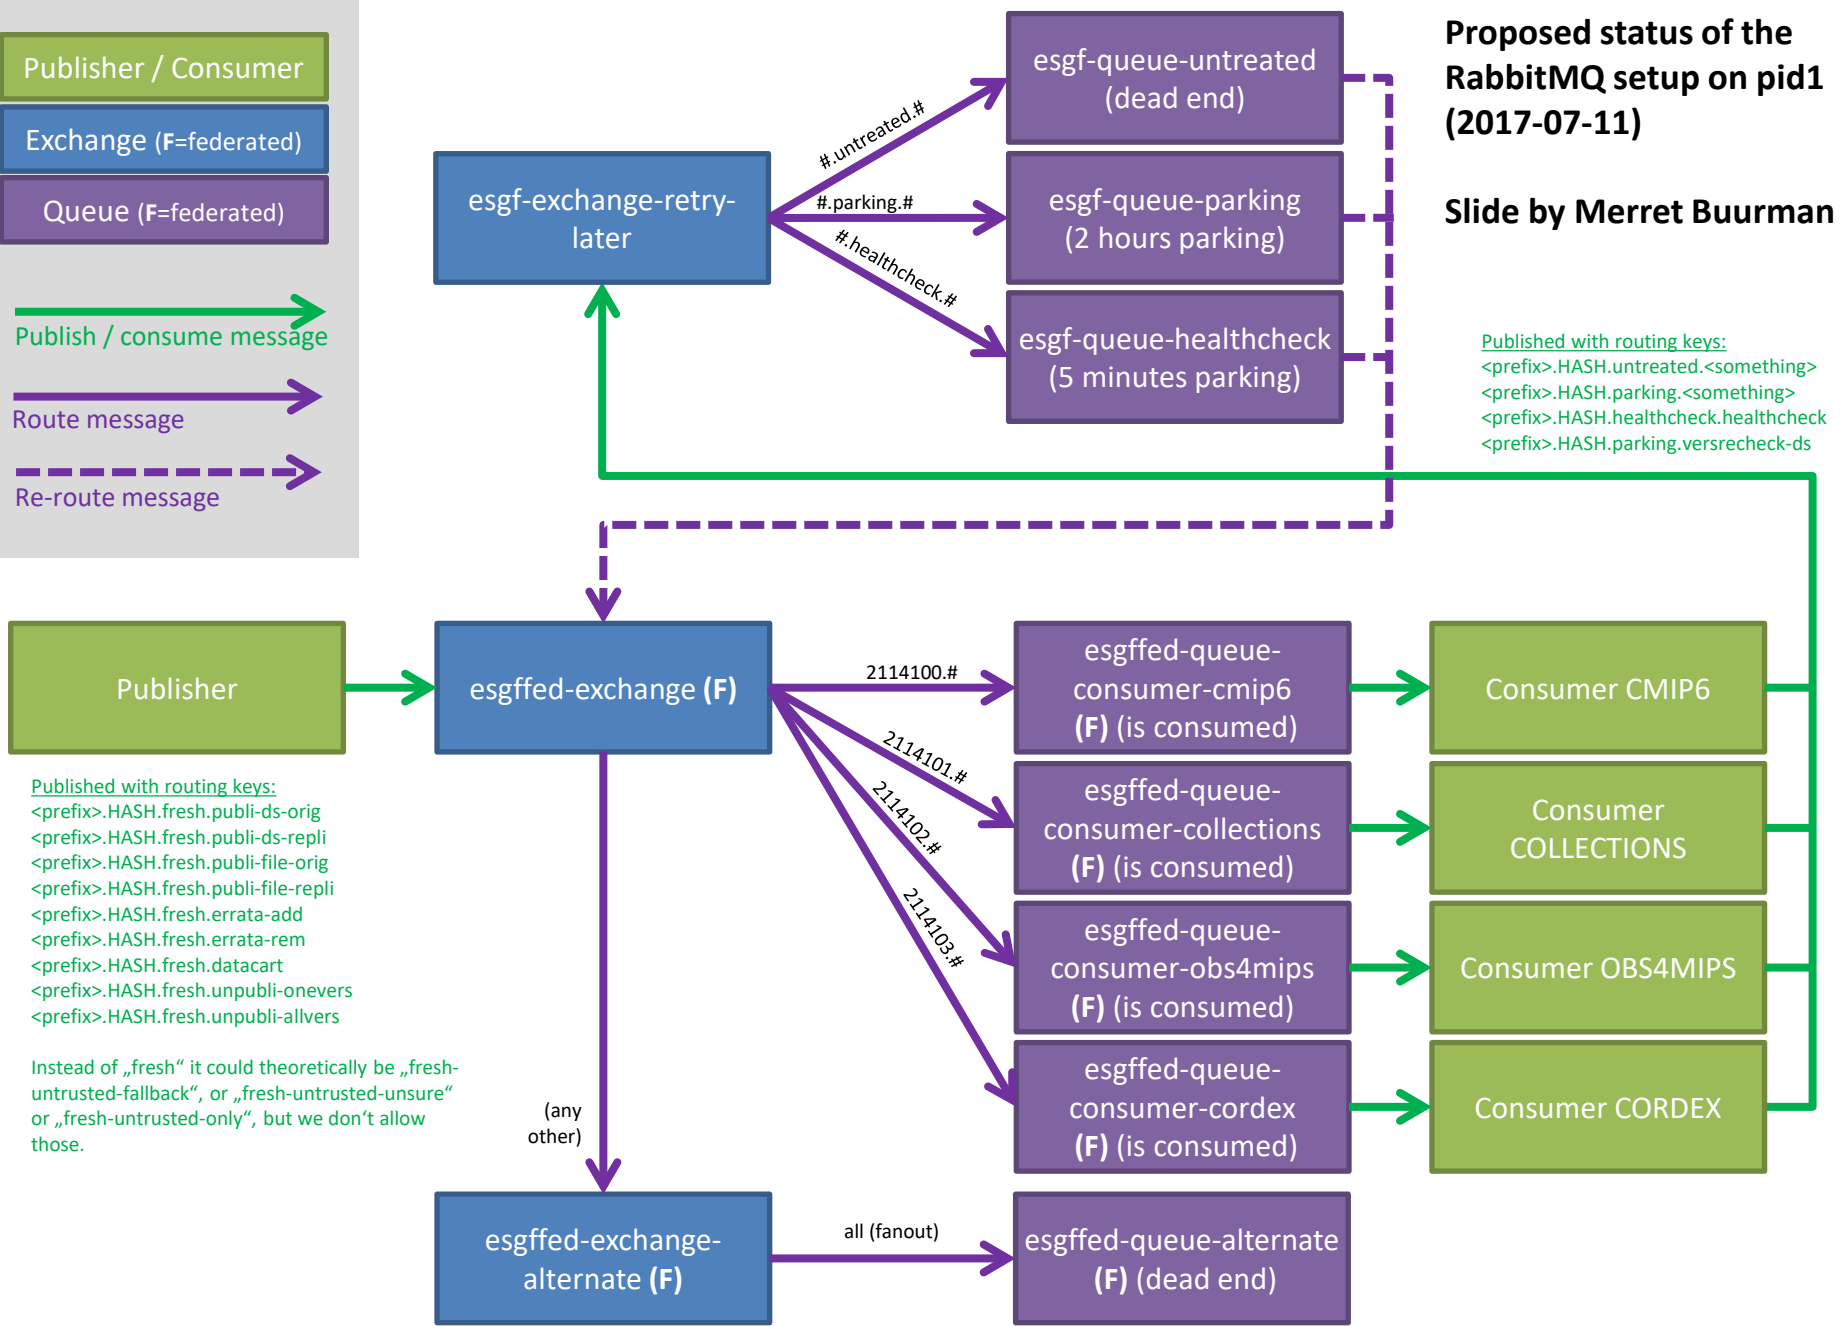 Publisher / Consumer
Exchange (F=federated)
Queue (F=federated)
Publish / consume message
Route message
Re-route message
Proposed status of the
RabbitMQ setup on pid1
(2017-07-11)
Slide by Merret Buurman
esgf-exchange-retry-
later
#.untreated.#
#.parking.#
#.healthcheck.#
esgf-queue-untreated
(dead end)
esgf-queue-parking
(2 hours parking)
esgf-queue-healthcheck
(5 minutes parking)
Published with routing keys:
<prefix>.HASH.untreated.<something>
<prefix>.HASH.parking.<something>
<prefix>.HASH.healthcheck.healthcheck
<prefix>.HASH.parking.versrecheck-ds
Publisher
esgffed-exchange (F)
2114100.#
2114101.#
2114102.#
2114103.#
esgffed-queue-
consumer-cmip6
(F) (is consumed)
Consumer CMIP6
esgffed-queue-
consumer-collections
(F) (is consumed)
Consumer
COLLECTIONS
esgffed-queue-
consumer-obs4mips
(F) (is consumed)
Consumer OBS4MIPS
esgffed-queue-
consumer-cordex
(F) (is consumed)
Consumer CORDEX
Published with routing keys:
<prefix>.HASH.fresh.publi-ds-orig
<prefix>.HASH.fresh.publi-ds-repli
<prefix>.HASH.fresh.publi-file-orig
<prefix>.HASH.fresh.publi-file-repli
<prefix>.HASH.fresh.errata-add
<prefix>.HASH.fresh.errata-rem
<prefix>.HASH.fresh.datacart
<prefix>.HASH.fresh.unpubli-onevers
<prefix>.HASH.fresh.unpubli-allvers
Instead of „fresh“ it could theoretically be „fresh-
untrusted-fallback“, or „fresh-untrusted-unsure“
or „fresh-untrusted-only“, but we don‘t allow
those.
(any
other)
esgffed-exchange-
alternate (F)
all (fanout)
esgffed-queue-alternate
(F) (dead end)